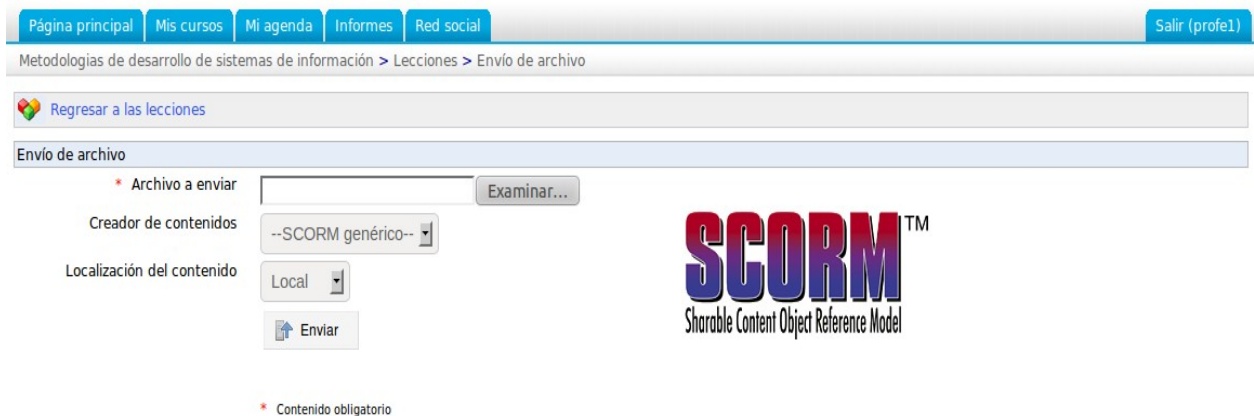 Página principal Mis cursos Mi agenda Informes Red social Salir (profe1)
Metodologias de desarrollo de sistemas de información > Lecciones > Envío de archivo
Regresar a las lecciones
Envío de archivo
* Archivo a enviar Examinar...
Creador de contenidos --SCORM genérico--
Localización del contenido Local
Enviar
SCORM™
Sharable Content Object Reference Model
* Contenido obligatorio